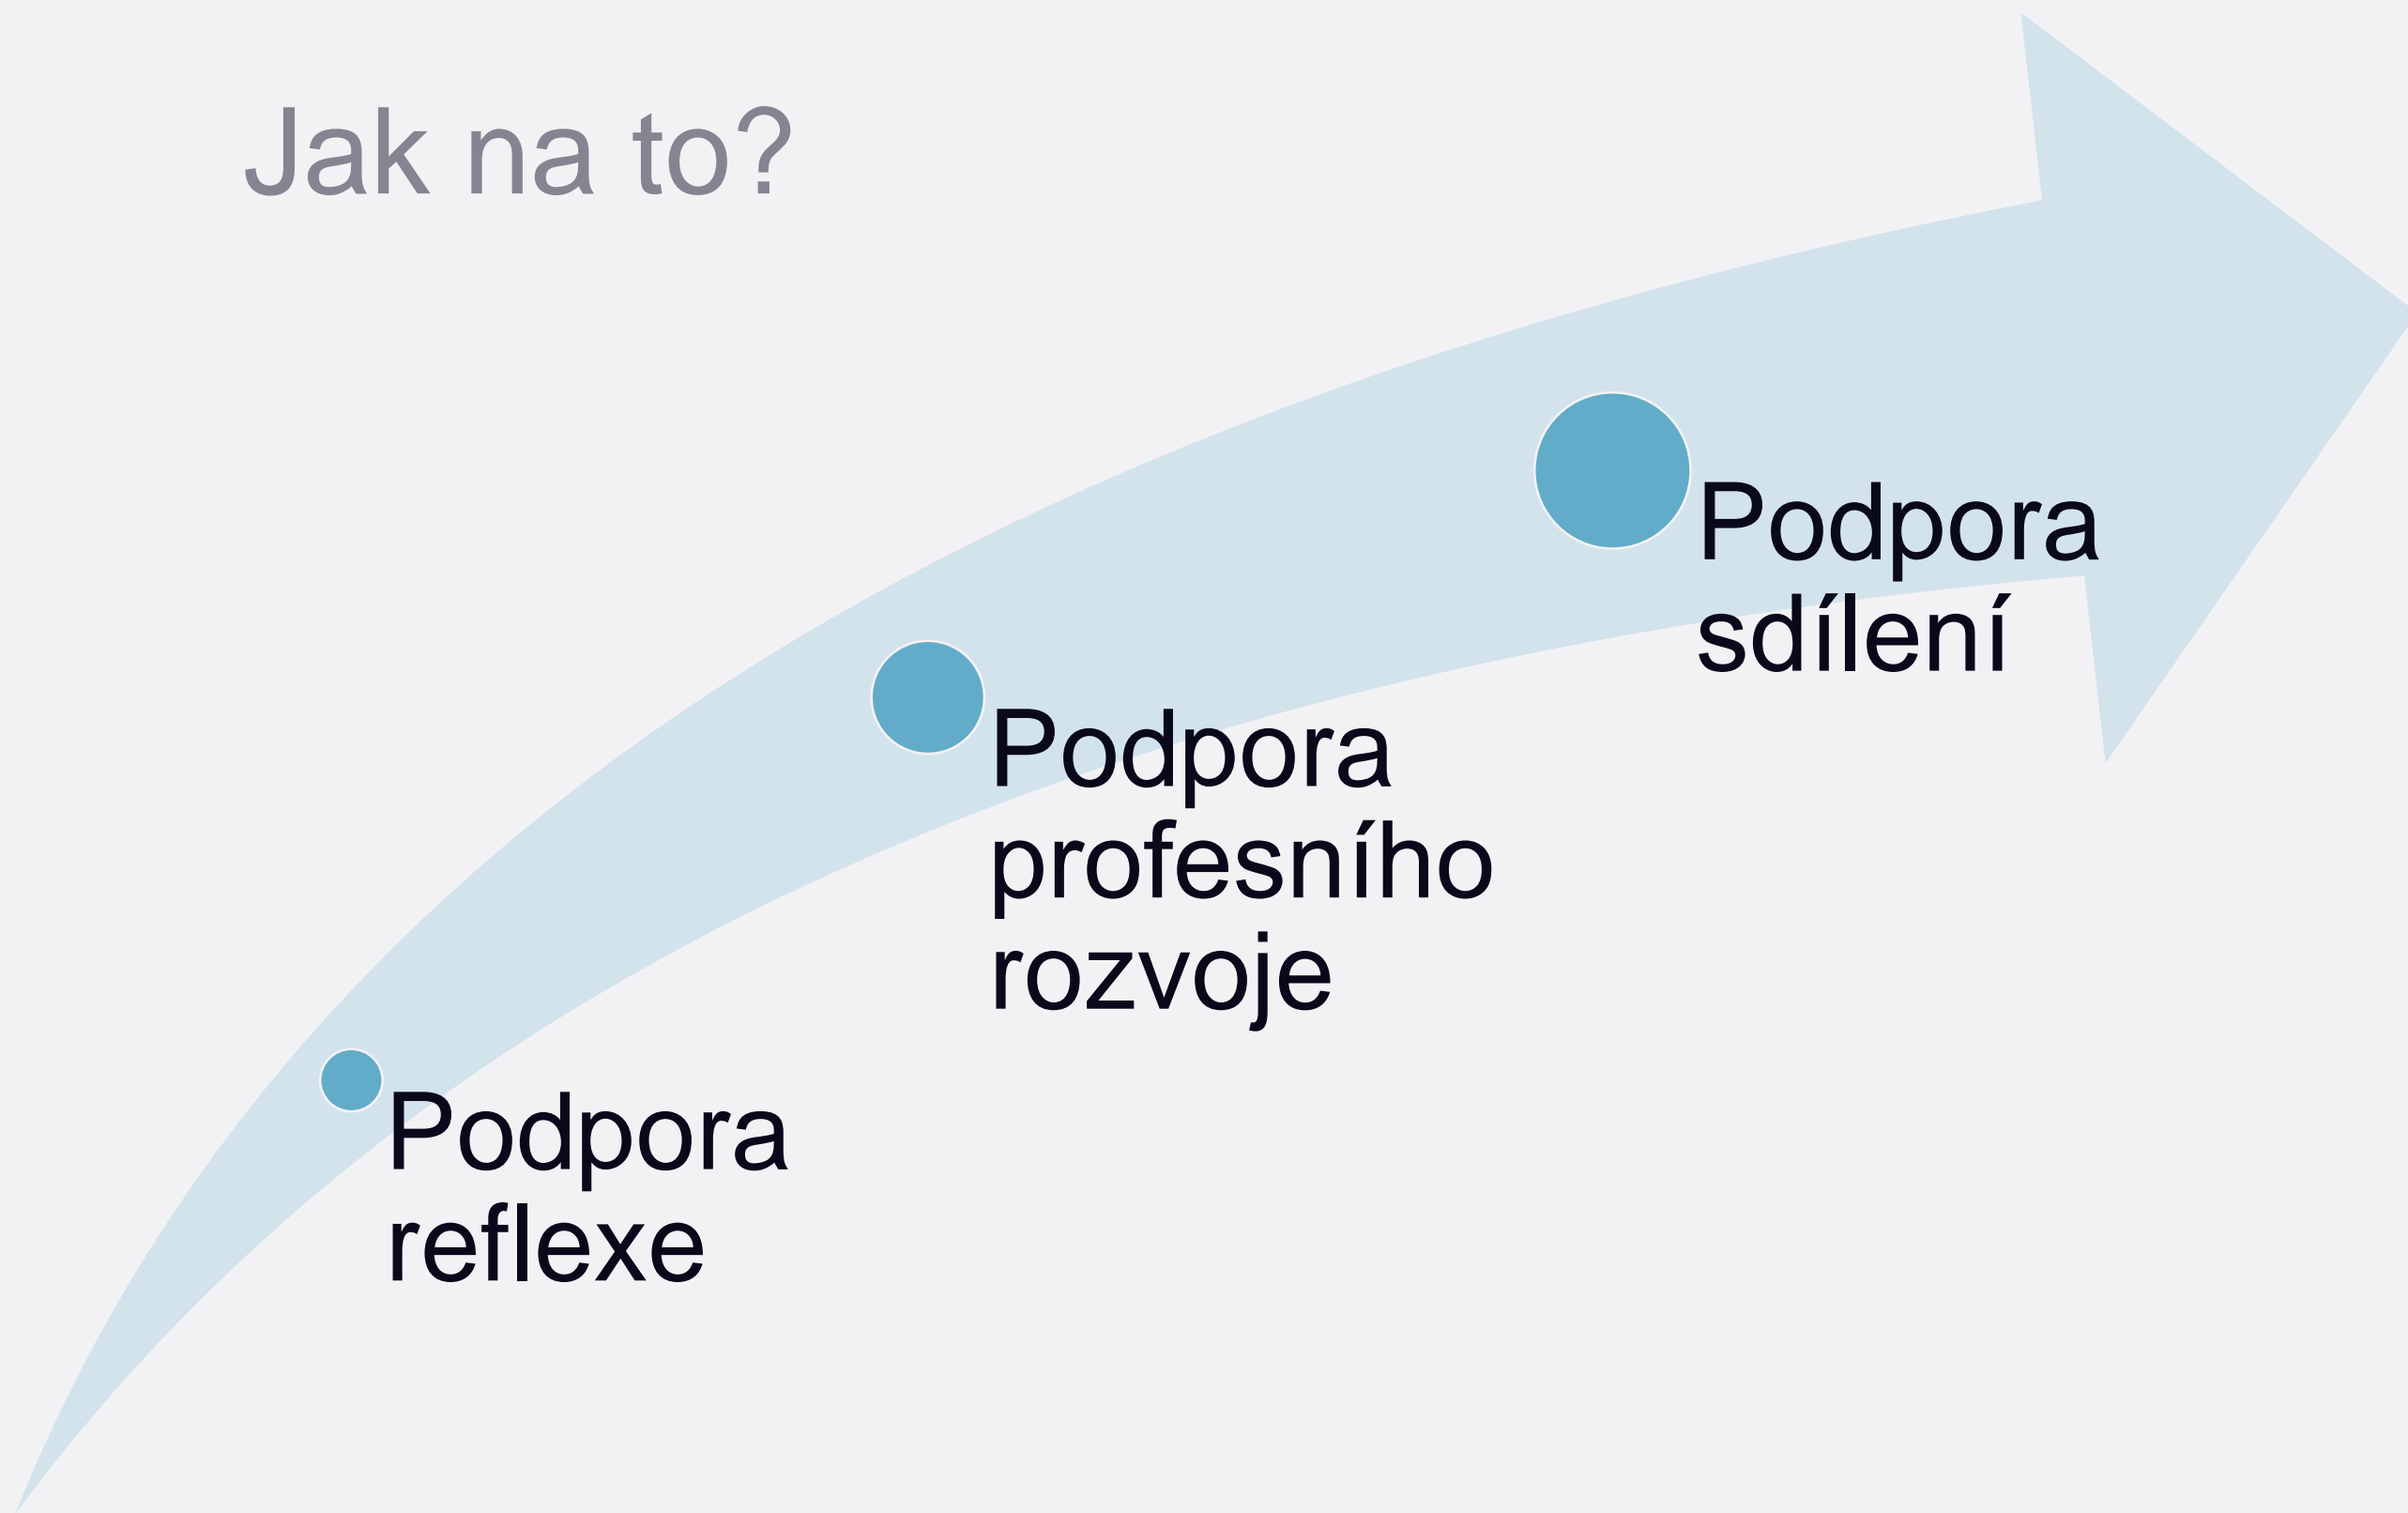 Jak na to?
Podpora
sdílení
Podpora
profesního
rozvoje
Podpora
reflexe